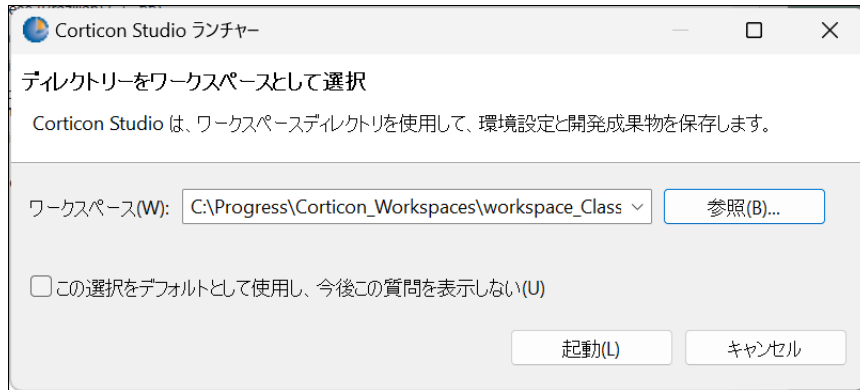 Corticon Studio ランチャー
ディレクトリーをワークスペースとして選択
Corticon Studio は、ワークスペースディレクトリを使用して、環境設定と開発成果物を保存します。
ワークスペース(W): C:\Progress\Corticon_Workspaces\workspace_Class 参照(B)...
この選択をデフォルトとして使用し、今後この質問を表示しない(U)
起動(L) キャンセル